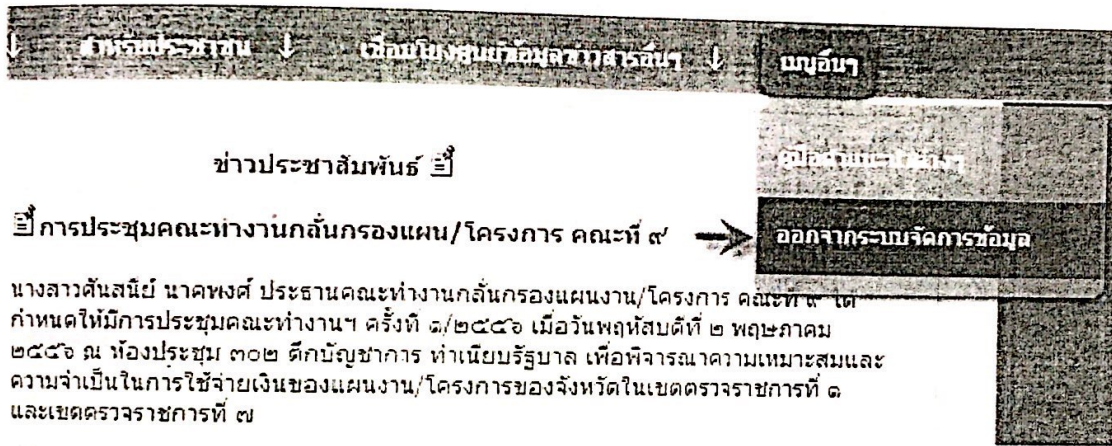 สำหรับประชาชน ↓ เชื่อมโยงศูนย์ข้อมูลข่าวสารอื่นๆ ↓ เมนูอื่นๆ
ข่าวประชาสัมพันธ์
การประชุมคณะทำงานกลั่นกรองแผน/โครงการ คณะที่ ๙
ออกจากระบบจัดการข้อมูล
นางสาวศันสนีย์ นาคพงศ์ ประธานคณะทำงานกลั่นกรองแผนงาน/โครงการ คณะที่ ๙ ได้
กำหนดให้มีการประชุมคณะทำงานฯ ครั้งที่ ๑/๒๕๕๖ เมื่อวันพฤหัสบดีที่ ๒ พฤษภาคม
๒๕๕๖ ณ ห้องประชุม ๓๐๒ ตึกบัญชาการ ทำเนียบรัฐบาล เพื่อพิจารณาความเหมาะสมและ
ความจำเป็นในการใช้จ่ายเงินของแผนงาน/โครงการของจังหวัดในเขตตรวจราชการที่ ๑
และเขตตรวจราชการที่ ๗